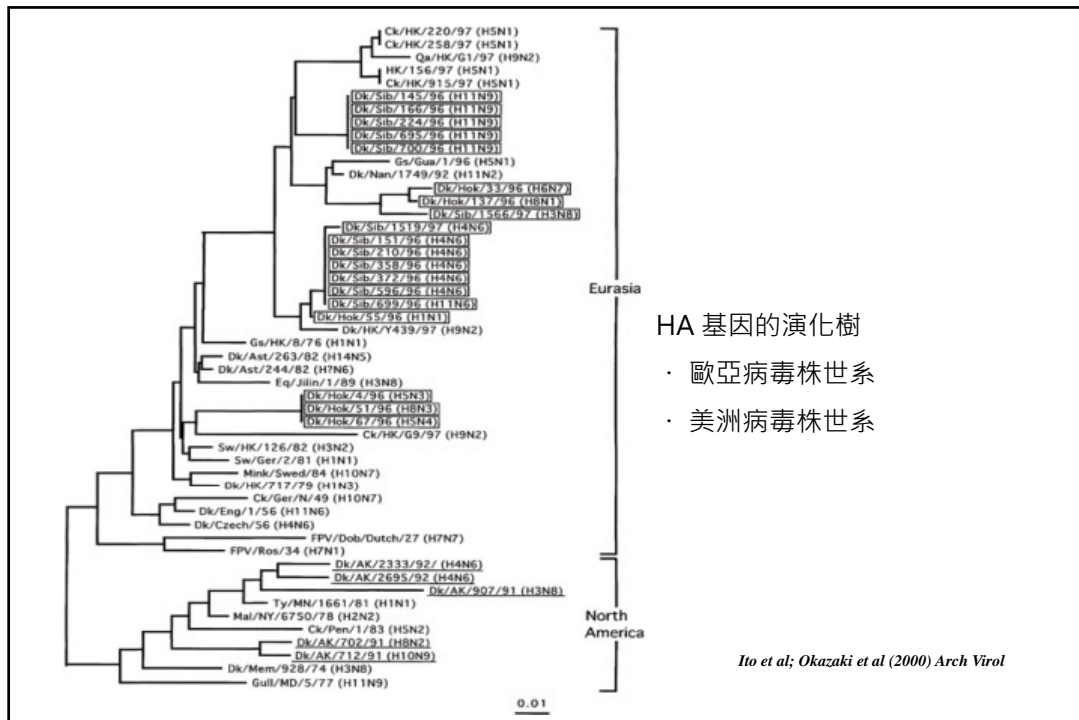 Ck/HK/220/97 (H5N1)
Ck/HK/258/97 (H5N1)
Qa/HK/G1/97 (H9N2)
HK/156/97 (H5N1)
Ck/HK/915/97 (H5N1)
Dk/Sib/145/96 (H11N9)
Dk/Sib/166/96 (H11N9)
Dk/Sib/224/96 (H11N9)
Dk/Sib/695/96 (H11N9)
Dk/Sib/700/96 (H11N9)
Gs/Gua/1/96 (H5N1)
Dk/Nan/1749/92 (H11N2)
Dk/Hok/33/96 (H6N7)
Dk/Hok/137/96 (H8N1)
Dk/Sib/1566/97 (H3N8)
Dk/Sib/1519/97 (H4N6)
Dk/Sib/151/96 (H4N6)
Dk/Sib/210/96 (H4N6)
Dk/Sib/358/96 (H4N6)
Dk/Sib/372/96 (H4N6)
Dk/Sib/596/96 (H4N6)
Dk/Sib/699/96 (H11N6)
Dk/Hok/55/96 (H1N1)
Dk/HK/Y439/97 (H9N2)
Gs/HK/8/76 (H1N1)
Dk/Ast/263/82 (H14N5)
Dk/Ast/244/82 (H?N6)
Eq/Jilin/1/89 (H3N8)
Dk/Hok/4/96 (H5N3)
Dk/Hok/51/96 (H8N3)
Dk/Hok/67/96 (H5N4)
Ck/HK/G9/97 (H9N2)
Sw/HK/126/82 (H3N2)
Sw/Ger/2/81 (H1N1)
Mink/Swed/84 (H10N7)
Dk/HK/717/79 (H1N3)
Ck/Ger/N/49 (H10N7)
Dk/Eng/1/56 (H11N6)
Dk/Czech/56 (H4N6)
FPV/Dob/Dutch/27 (H7N7)
FPV/Ros/34 (H7N1)
Eurasia
Dk/AK/2333/92/ (H4N6)
Dk/AK/2695/92 (H4N6)
Dk/AK/907/91 (H3N8)
Ty/MN/1661/81 (H1N1)
Mal/NY/6750/78 (H2N2)
Ck/Pen/1/83 (H5N2)
Dk/AK/702/91 (H8N2)
Dk/AK/712/91 (H10N9)
Dk/Mem/928/74 (H3N8)
Gull/MD/5/77 (H11N9)
North
America
0.01
HA 基因的演化樹
· 歐亞病毒株世系
· 美洲病毒株世系
Ito et al; Okazaki et al (2000) Arch Virol